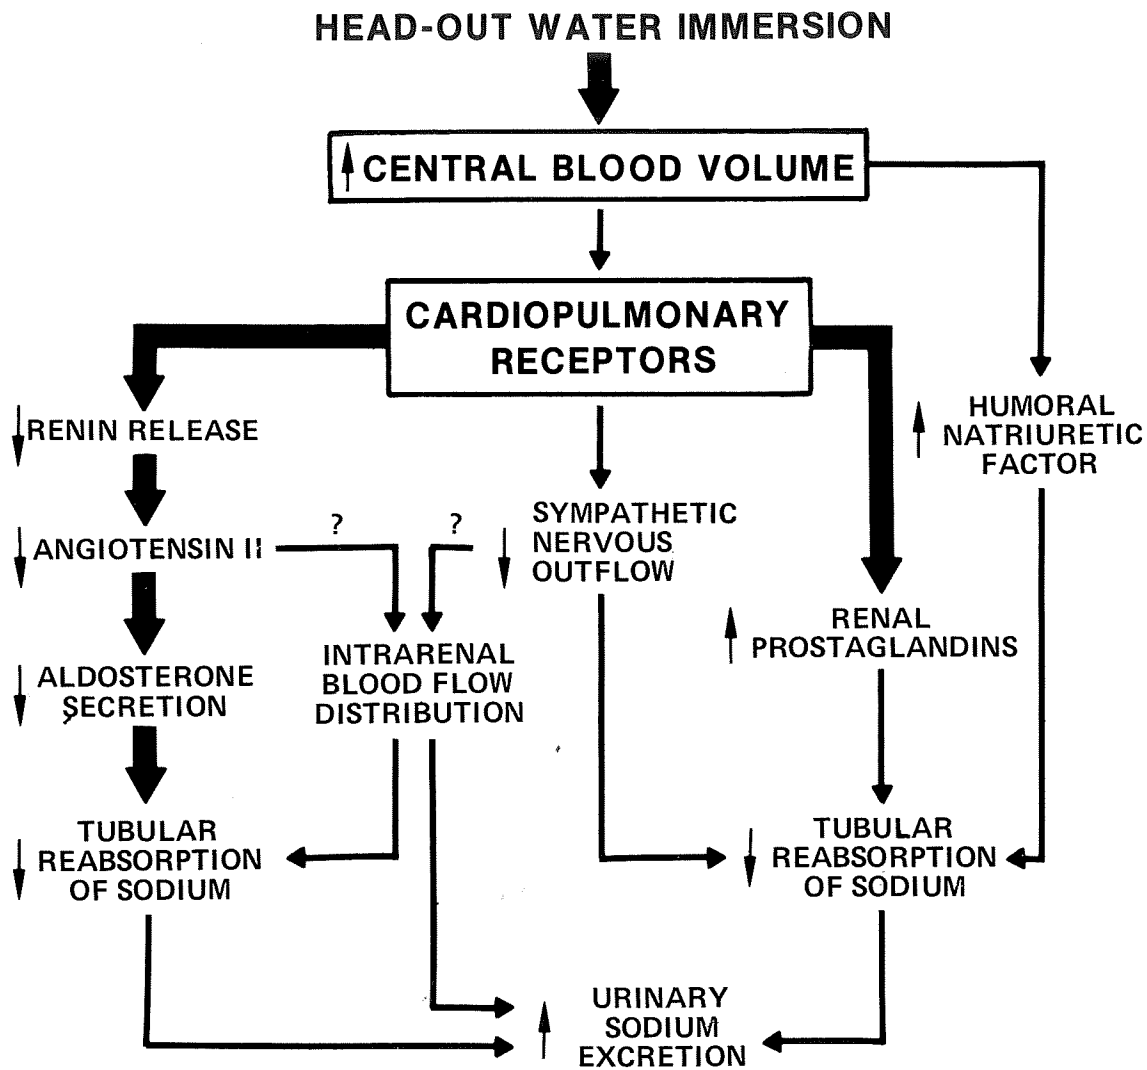 HEAD-OUT WATER IMMERSION
CENTRAL BLOOD VOLUME
CARDIOPULMONARY
RECEPTORS
RENIN RELEASE
HUMORAL
NATRIURETIC
FACTOR
ANGIOTENSIN II
?
?
SYMPATHETIC
NERVOUS
OUTFLOW
RENAL
PROSTAGLANDINS
ALDOSTERONE
SECRETION
INTRARENAL
BLOOD FLOW
DISTRIBUTION
TUBULAR
REABSORPTION
OF SODIUM
TUBULAR
REABSORPTION
OF SODIUM
URINARY
SODIUM
EXCRETION